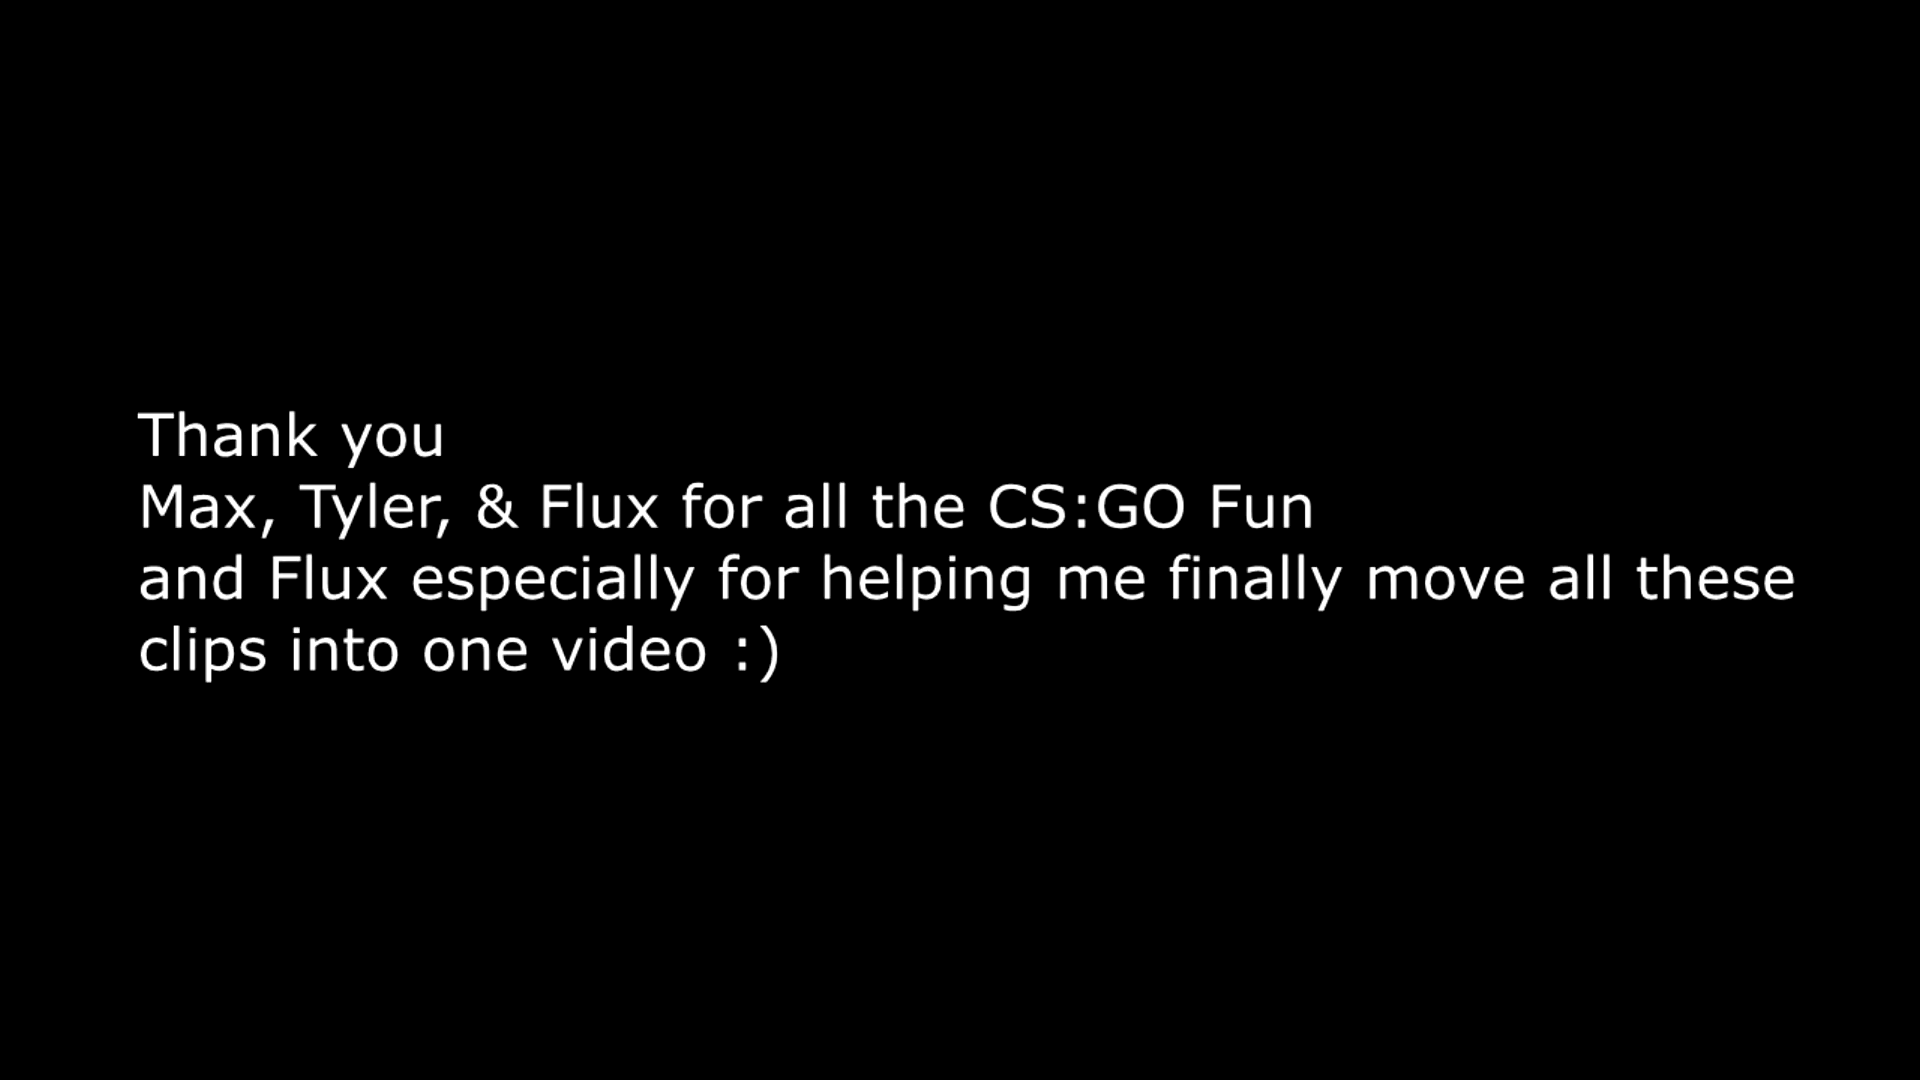 Thank you
Max, Tyler, & Flux for all the CS:GO Fun
and Flux especially for helping me finally move all these
clips into one video :)